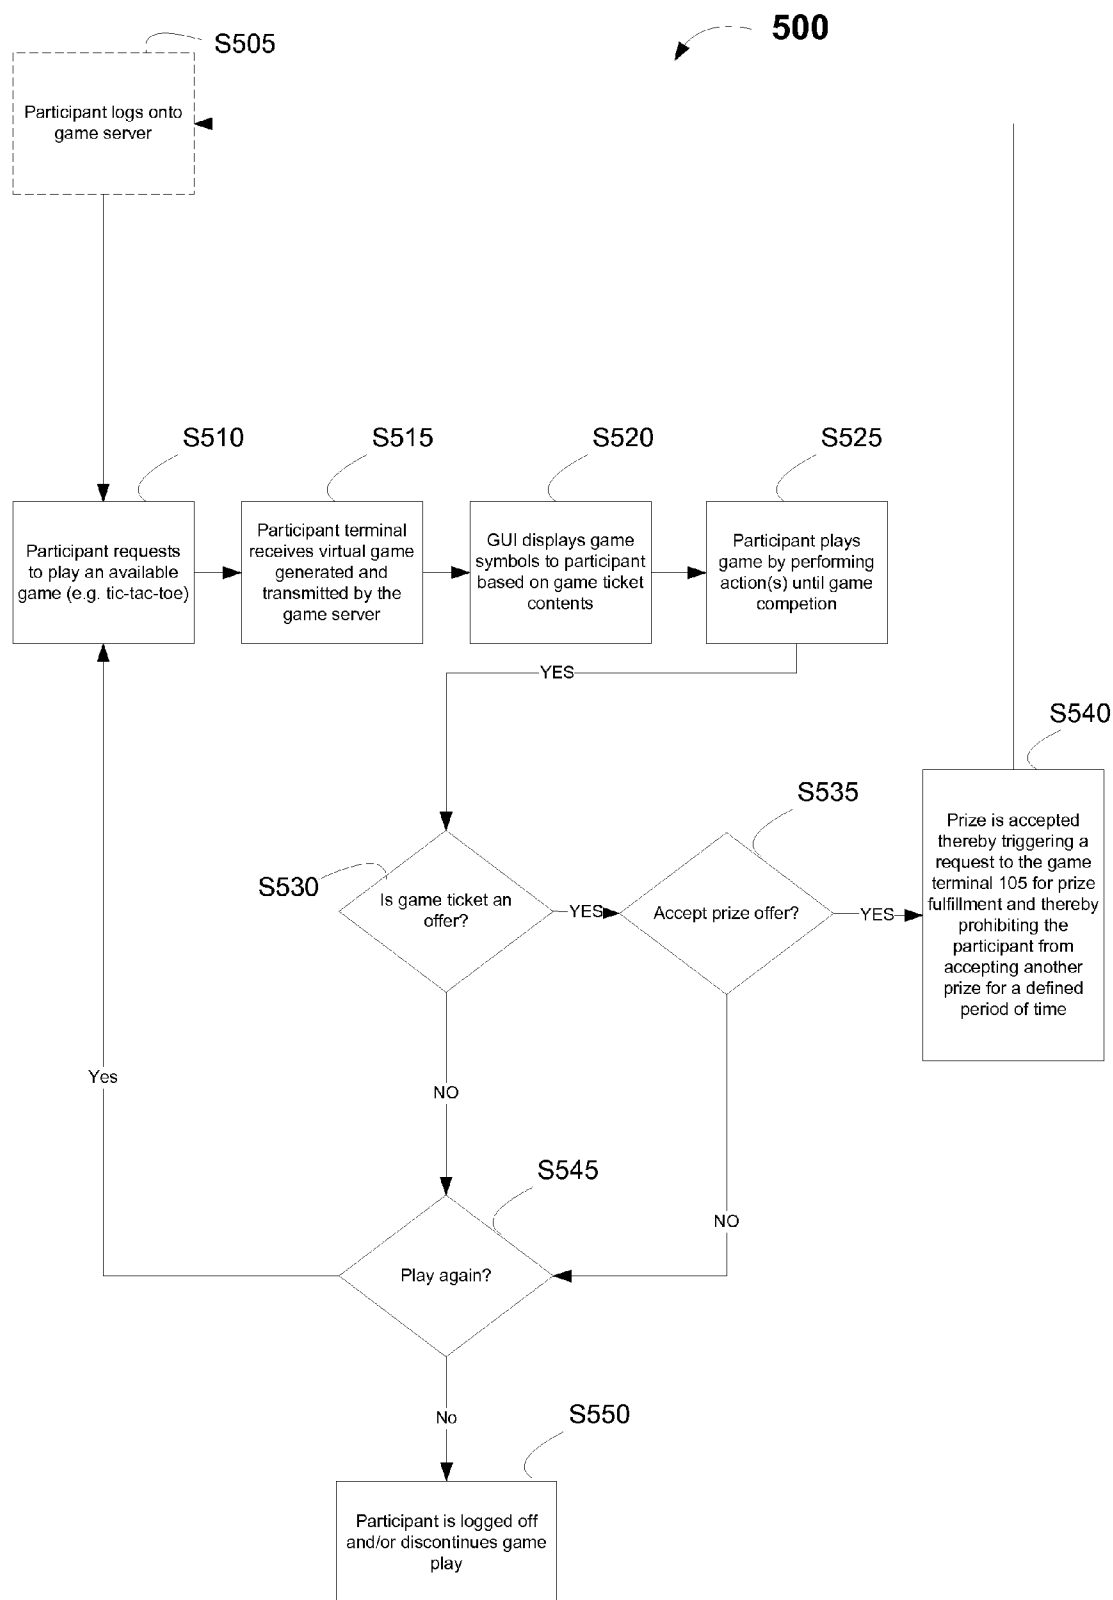 500
S505
Participant logs onto
game server
S510
S515
S520
S525
Participant requests
to play an available
game (e.g. tic-tac-toe)
Participant terminal
receives virtual game
generated and
transmitted by the
game server
GUI displays game
symbols to participant
based on game ticket
contents
Participant plays
game by performing
action(s) until game
competion
YES
S540
S535
S530
Is game ticket an
offer?
YES
Accept prize offer?
YES
Prize is accepted
thereby triggering a
request to the game
terminal 105 for prize
fulfillment and thereby
prohibiting the
participant from
accepting another
prize for a defined
period of time
Yes
NO
NO
S545
Play again?
No
S550
Participant is logged off
and/or discontinues game
play